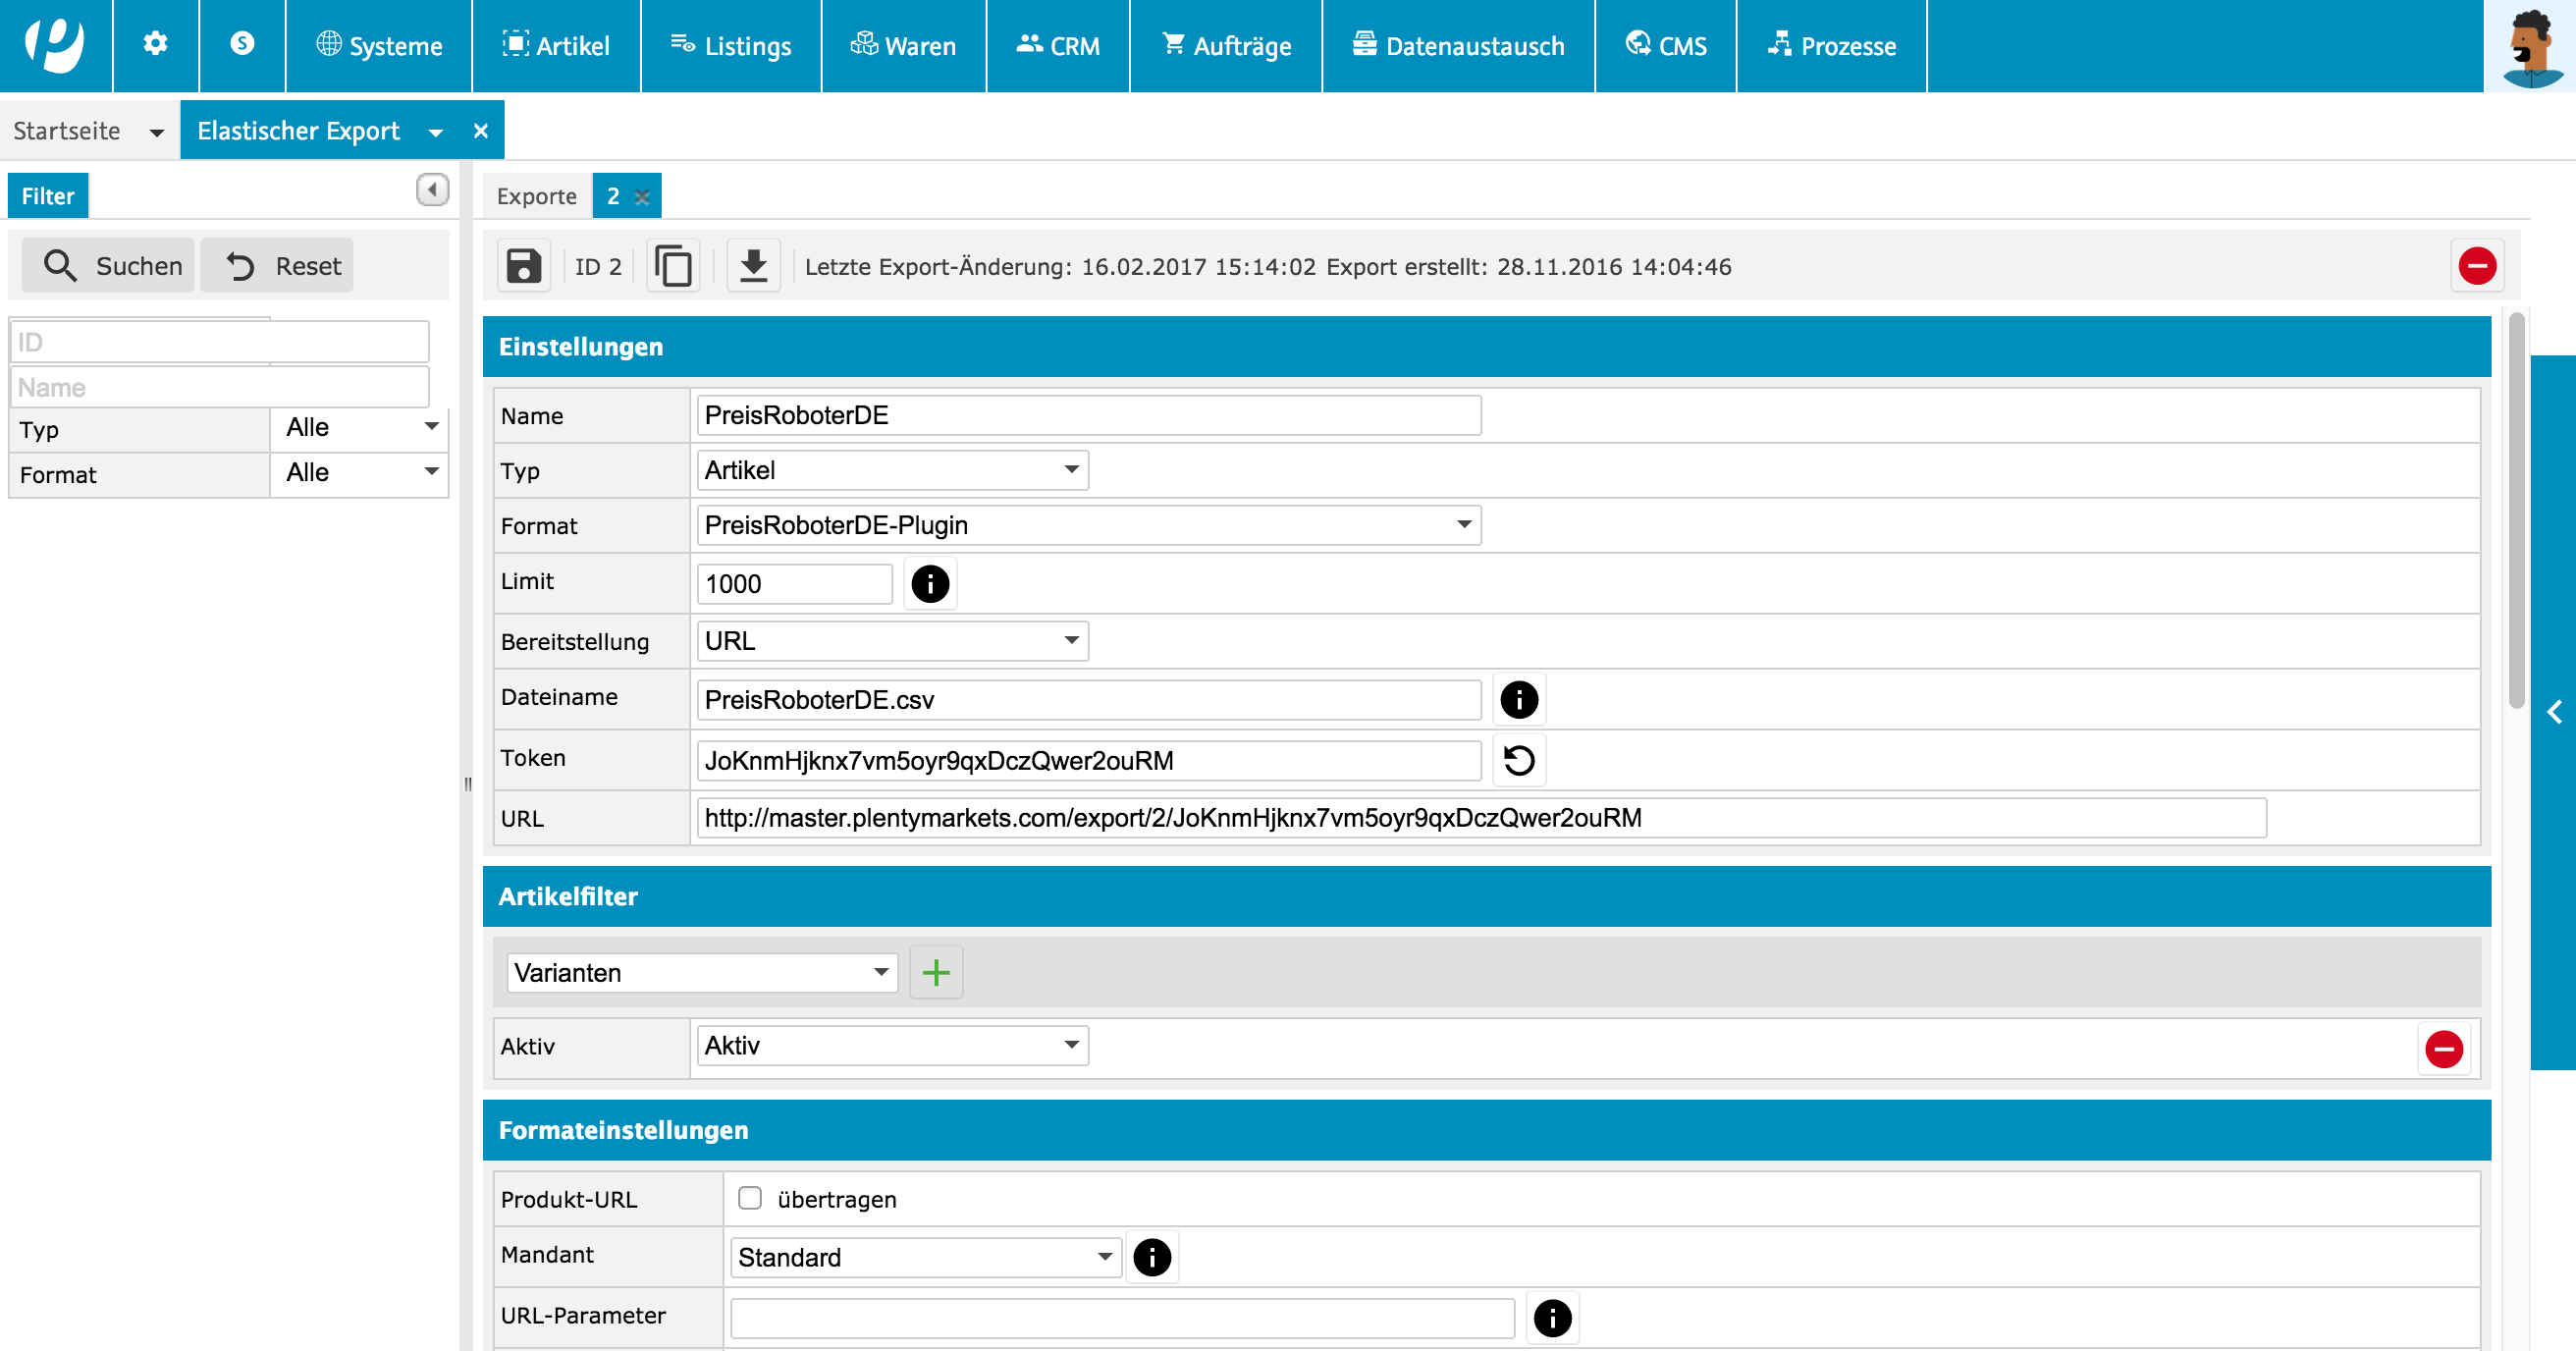 Systeme Artikel Listings Waren CRM Aufträge Datenaustausch CMS Prozesse
Startseite Elastischer Export
Filter
Suchen Reset
ID
Name
Typ Alle
Format Alle
Exporte 2
ID 2 Letzte Export-Änderung: 16.02.2017 15:14:02 Export erstellt: 28.11.2016 14:04:46
Einstellungen
Name PreisRoboterDE
Typ Artikel
Format PreisRoboterDE-Plugin
Limit 1000
Bereitstellung URL
Dateiname PreisRoboterDE.csv
Token JoKnmHjknx7vm5oyr9qxDczQwer2ouRM
URL http://master.plentymarkets.com/export/2/JoKnmHjknx7vm5oyr9qxDczQwer2ouRM
Artikelfilter
Varianten
Aktiv Aktiv
Formateinstellungen
Produkt-URL übertragen
Mandant Standard
URL-Parameter